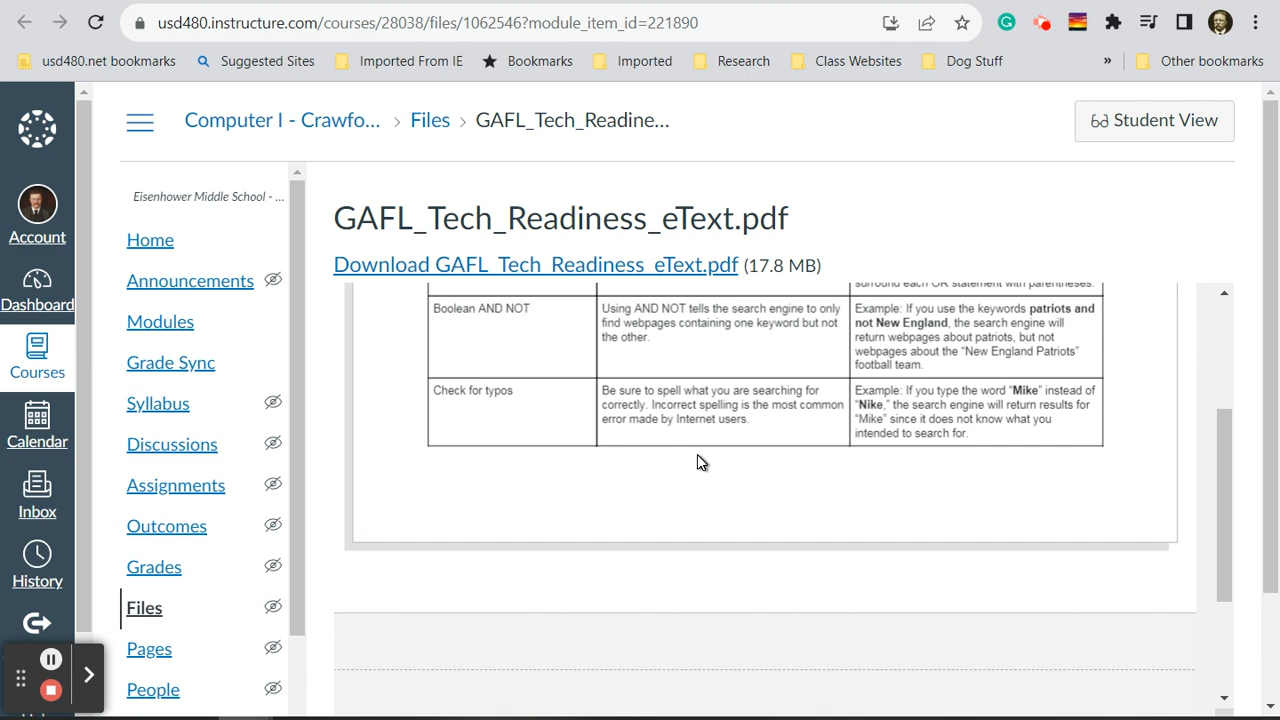 usd480.instructure.com/courses/28038/files/1062546?module_item_id=221890
usd480.net bookmarks Suggested Sites Imported From IE Bookmarks Imported Research Class Websites Dog Stuff » Other bookmarks
Computer I - Crawfo... > Files > GAFL_Tech_Readine...
Student View
Account
Dashboard
Courses
Calendar
Inbox
History
Eisenhower Middle School - ...
Home
Announcements
Modules
Grade Sync
Syllabus
Discussions
Assignments
Outcomes
Grades
Files
Pages
People
GAFL_Tech_Readiness_eText.pdf
Download GAFL_Tech_Readiness_eText.pdf (17.8 MB)
surround each OR statement with parentheses.
Boolean AND NOT
Using AND NOT tells the search engine to only
find webpages containing one keyword but not
the other.
Example: If you use the keywords patriots and
not New England, the search engine will
return webpages about patriots, but not
webpages about the "New England Patriots"
football team.
Check for typos
Be sure to spell what you are searching for
correctly. Incorrect spelling is the most common
error made by Internet users.
Example: If you type the word "Mike" instead of
"Nike," the search engine will return results for
"Mike" since it does not know what you
intended to search for.